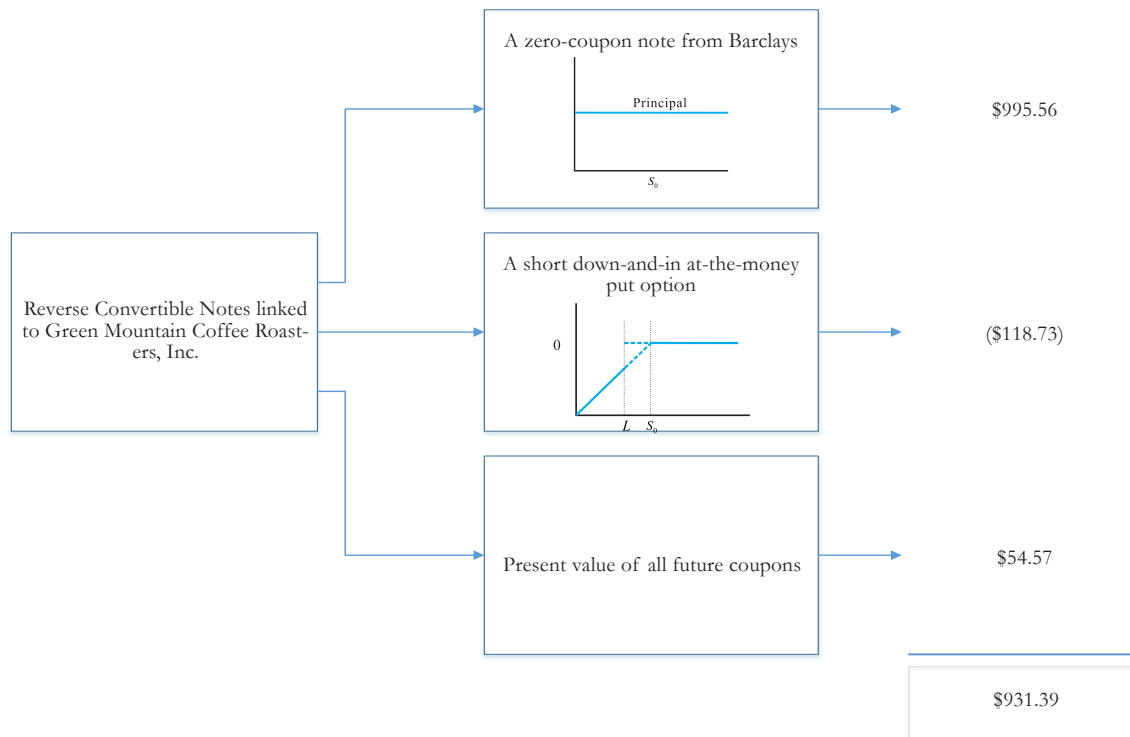 A zero-coupon note from Barclays
Principal
S0
$995.56
Reverse Convertible Notes linked
to Green Mountain Coffee Roast-
ers, Inc.
A short down-and-in at-the-money
put option
0
L S0
($118.73)
Present value of all future coupons
$54.57
$931.39